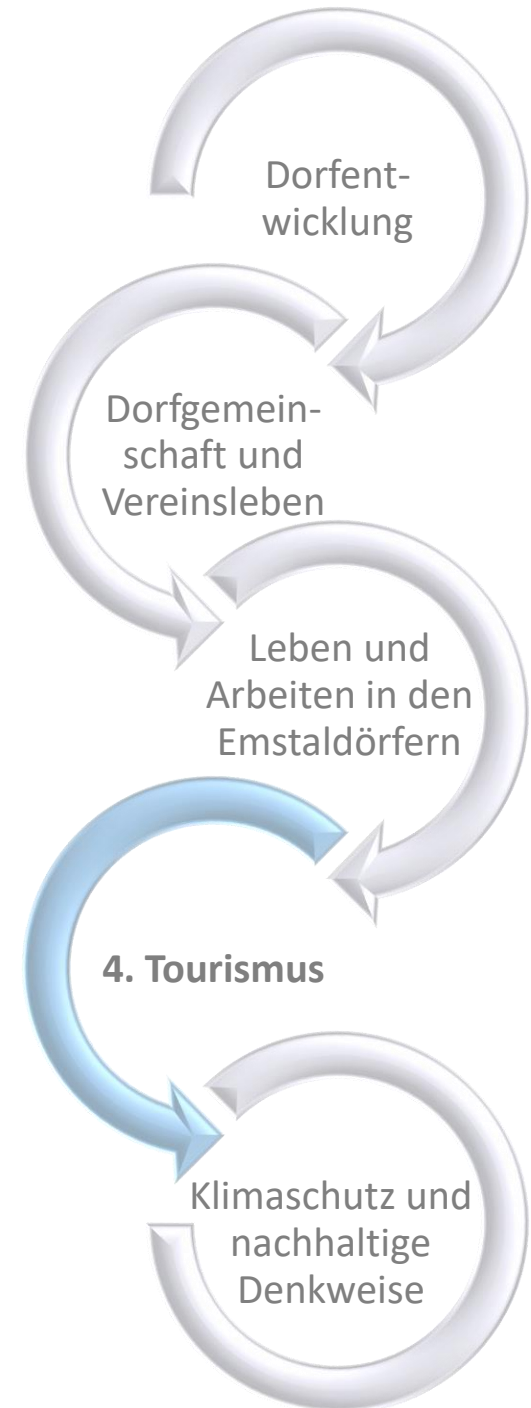 Dorfent-
wicklung
Dorfgemein-
schaft und
Vereinsleben
Leben und
Arbeiten in den
Emstaldörfern
4. Tourismus
Klimaschutz und
nachhaltige
Denkweise